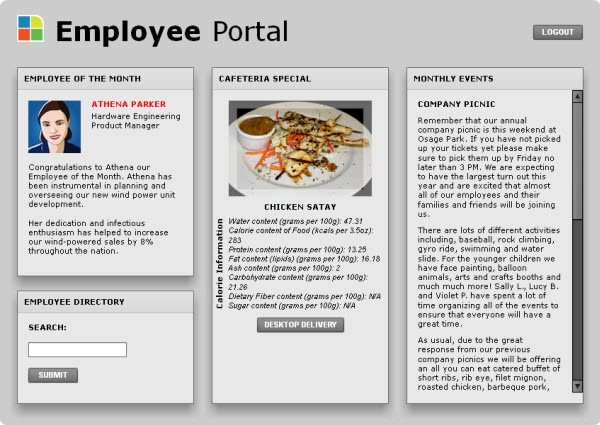 Employee Portal
LOGOUT
EMPLOYEE OF THE MONTH
ATHENA PARKER
Hardware Engineering
Product Manager
Congratulations to Athena our
Employee of the Month. Athena has
been instrumental in planning and
overseeing our new wind power unit
development.
Her dedication and infectious
enthusiasm has helped to increase
our wind-powered sales by 8%
throughout the nation.
EMPLOYEE DIRECTORY
SEARCH:
SUBMIT
CAFETERIA SPECIAL
CHICKEN SATAY
Calorie Information
Water content (grams per 100g): 47.31
Calorie content of Food (kcals per 3.5oz):
283
Protein content (grams per 100g): 13.25
Fat content (lipids) (grams per 100g): 16.18
Ash content (grams per 100g): 2
Carbohydrate content (grams per 100g):
21.26
Dietary Fiber content (grams per 100g): N/A
Sugar content (grams per 100g): N/A
DESKTOP DELIVERY
MONTHLY EVENTS
COMPANY PICNIC
Remember that our annual
company picnic is this weekend at
Osage Park. If you have not picked
up your tickets yet please make
sure to pick them up by Friday no
later than 3 PM. We are expecting
to have the largest turn out this
year and are excited that almost
all of our employees and their
families and friends will be joining
us.
There are lots of different activities
including, baseball, rock climbing,
gyro ride, swimming and water
slide. For the younger children we
have face painting, balloon
animals, arts and crafts booths and
much much more! Sally L., Lucy B.
and Violet P. have spent a lot of
time organizing all of the events to
ensure that everyone will have a
great time.
As usual, due to the great
response from our previous
company picnics we will be offering
an all you can eat catered buffet of
short ribs, rib eye, filet mignon,
roasted chicken, barbeque pork,